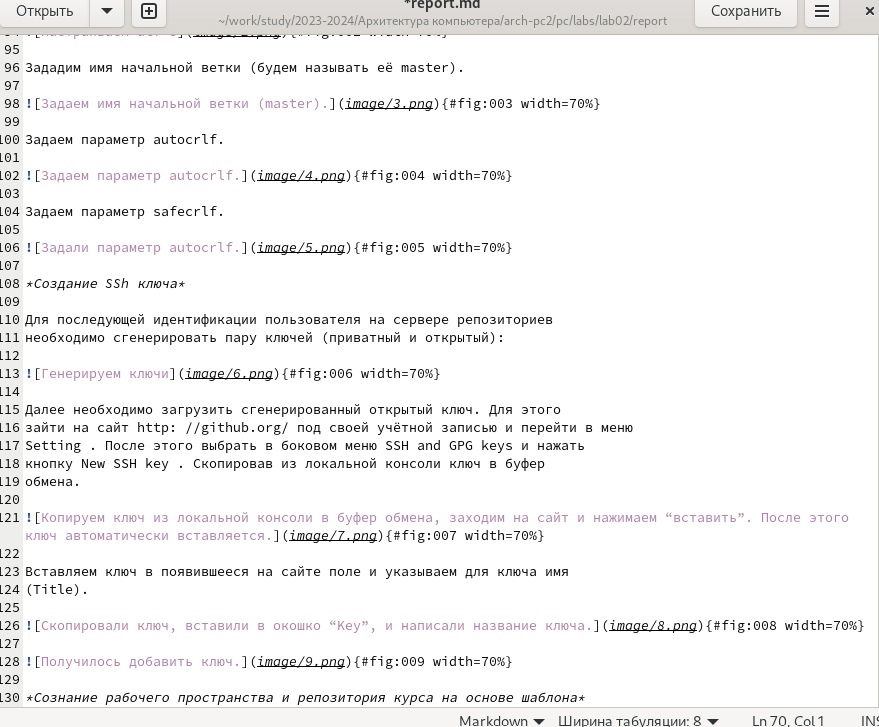 Открыть
*report.md
~/work/study/2023-2024/Архитектура компьютера/arch-pc2/pc/labs/lab02/report
Сохранить
95
96 Зададим имя начальной ветки (будем называть её master).
97
98 ![Задаем имя начальной ветки (master).](image/3.png){#fig:003 width=70%}
99
100 Задаем параметр autocrlf.
101
102 ![Задаем параметр autocrlf.](image/4.png){#fig:004 width=70%}
103
104 Задаем параметр safecrlf.
105
106 ![Задали параметр autocrlf.](image/5.png){#fig:005 width=70%}
107
108 *Создание SSh ключа*
109
110 Для последующей идентификации пользователя на сервере репозиториев
111 необходимо сгенерировать пару ключей (приватный и открытый):
112
113 ![Генерируем ключи](image/6.png){#fig:006 width=70%}
114
115 Далее необходимо загрузить сгенерированный открытый ключ. Для этого
116 зайти на сайт http: //github.org/ под своей учётной записью и перейти в меню
117 Setting . После этого выбрать в боковом меню SSH and GPG keys и нажать
118 кнопку New SSH key . Скопировав из локальной консоли ключ в буфер
119 обмена.
120
121 ![Копируем ключ из локальной консоли в буфер обмена, заходим на сайт и нажимаем “вставить”. После этого
ключ автоматически вставляется.](image/7.png){#fig:007 width=70%}
122
123 Вставляем ключ в появившееся на сайте поле и указываем для ключа имя
124 (Title).
125
126 ![Скопировали ключ, вставили в окошко “Key”, и написали название ключа.](image/8.png){#fig:008 width=70%}
127
128 ![Получилось добавить ключ.](image/9.png){#fig:009 width=70%}
129
130 *Сознание рабочего пространства и репозитория курса на основе шаблона*
Markdown Ширина табуляции: 8 Ln 70, Col 1